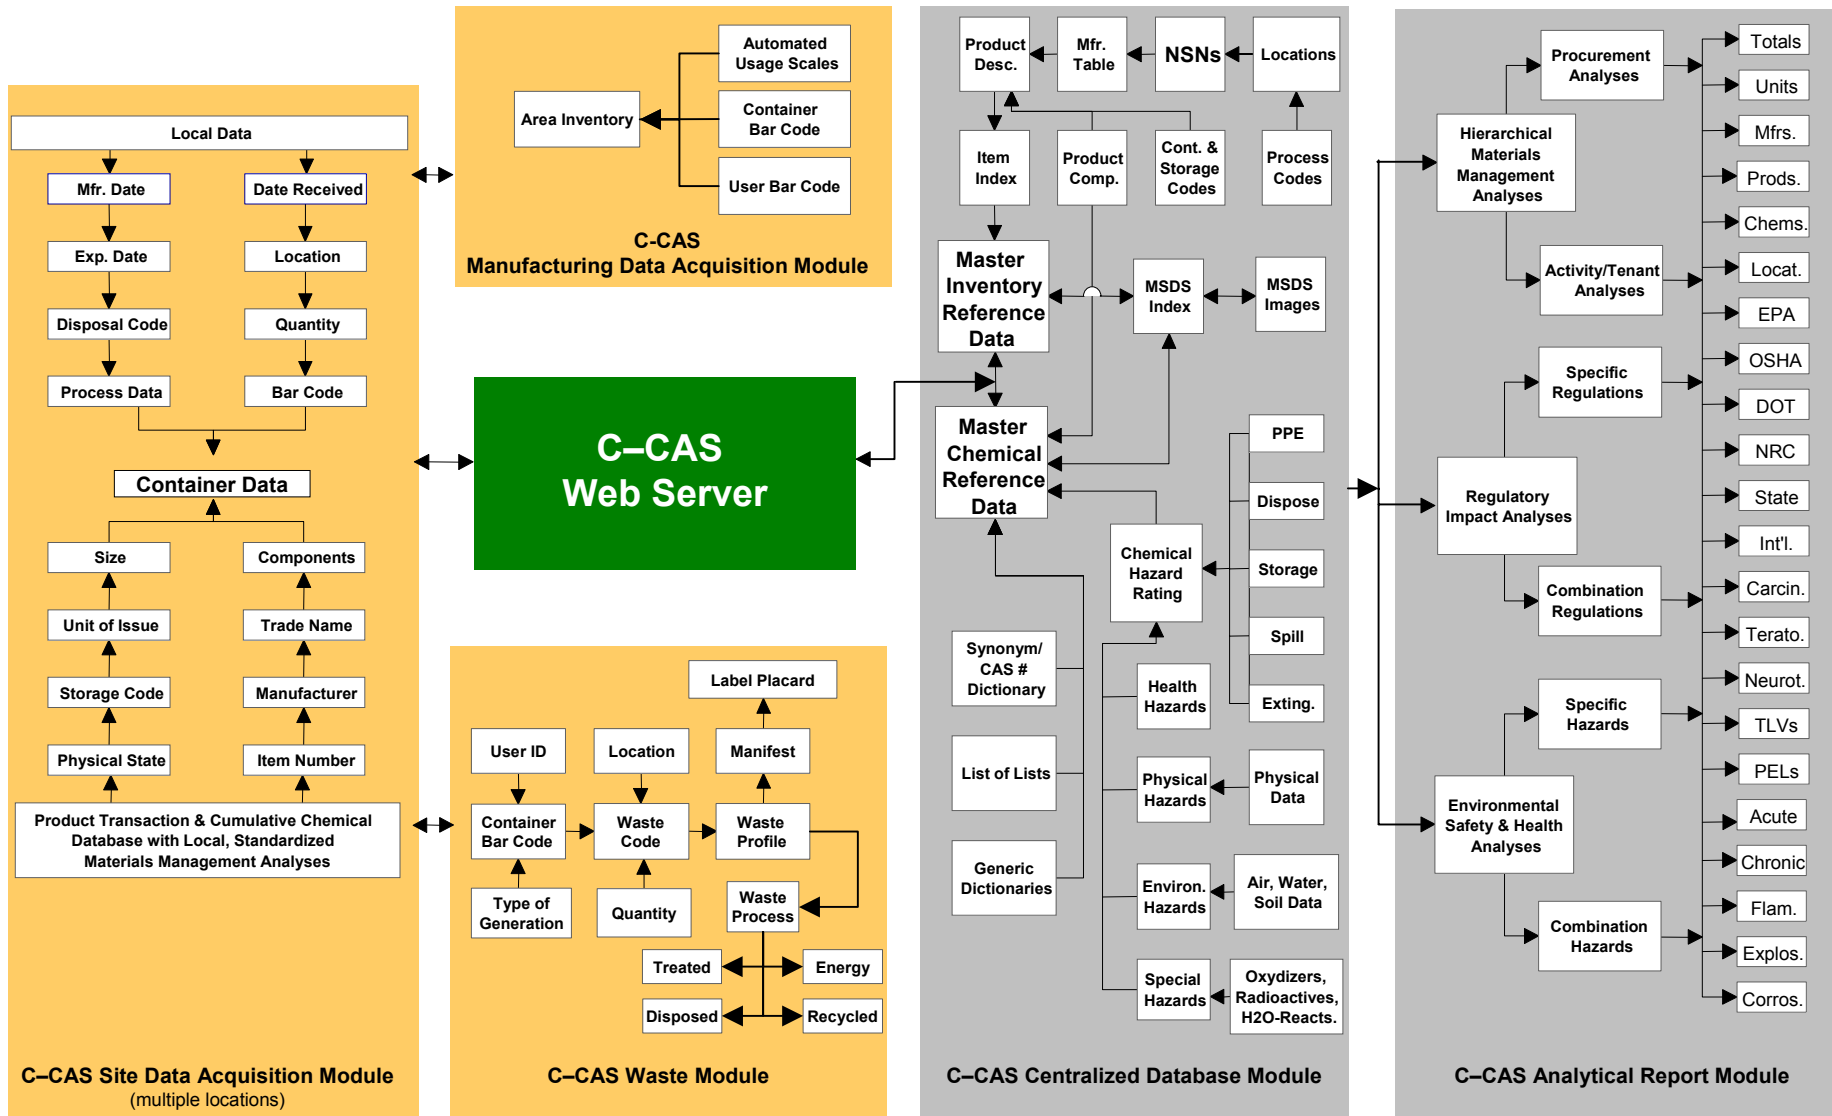 Local Data
Mfr. Date
Date Received
Exp. Date
Location
Disposal Code
Quantity
Process Data
Bar Code
Container Data
Size
Components
Unit of Issue
Trade Name
Storage Code
Manufacturer
Physical State
Item Number
Product Transaction & Cumulative Chemical
Database with Local, Standardized
Materials Management Analyses
C–CAS Site Data Acquisition Module
(multiple locations)
Automated
Usage Scales
Area Inventory
Container
Bar Code
User Bar Code
C-CAS
Manufacturing Data Acquisition Module
C–CAS
Web Server
Label Placard
User ID
Location
Manifest
Container
Bar Code
Waste
Code
Waste
Profile
Type of
Generation
Quantity
Waste
Process
Treated
Energy
Disposed
Recycled
C–CAS Waste Module
Product
Desc.
Mfr.
Table
NSNs
Locations
Item
Index
Product
Comp.
Cont. &
Storage
Codes
Process
Codes
Master
Inventory
Reference
Data
MSDS
Index
MSDS
Images
Master
Chemical
Reference
Data
PPE
Dispose
Chemical
Hazard
Rating
Storage
Spill
Exting.
Synonym/
CAS #
Dictionary
Health
Hazards
List of Lists
Physical
Hazards
Physical
Data
Generic
Dictionaries
Environ.
Hazards
Air, Water,
Soil Data
Special
Hazards
Oxydizers,
Radioactives,
H2O-Reacts.
C–CAS Centralized Database Module
Procurement
Analyses
Hierarchical
Materials
Management
Analyses
Activity/Tenant
Analyses
Specific
Regulations
Regulatory
Impact Analyses
Combination
Regulations
Specific
Hazards
Environmental
Safety & Health
Analyses
Combination
Hazards
Totals
Units
Mfrs.
Prods.
Chems.
Locat.
EPA
OSHA
DOT
NRC
State
Int'l.
Carcin.
Terato.
Neurot.
TLVs
PELs
Acute
Chronic
Flam.
Explos.
Corros.
C–CAS Analytical Report Module